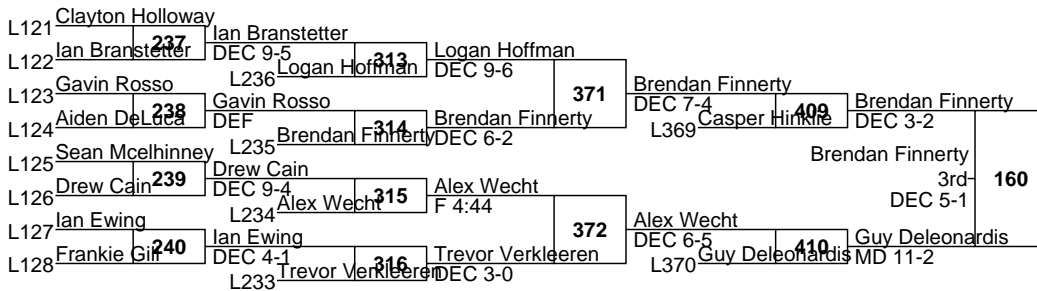 L121 Clayton Holloway
237
L122 Ian Branstetter
Ian Branstetter
DEC 9-5
L236 Logan Hoffman
313
Logan Hoffman
DEC 9-6
L123 Gavin Rosso
238
L124 Aiden DeLuca
Gavin Rosso
DEF
L235 Brendan Finnerty
314
Brendan Finnerty
DEC 6-2
371
Brendan Finnerty
DEC 7-4
L369 Casper Hinklie
409
Brendan Finnerty
DEC 3-2
L125 Sean Mcelhinney
239
L126 Drew Cain
Drew Cain
DEC 9-4
L234 Alex Wecht
315
Alex Wecht
F 4:44
L127 Ian Ewing
240
L128 Frankie Gill
Ian Ewing
DEC 4-1
L233 Trevor Verkleeren
316
Trevor Verkleeren
DEC 3-0
372
Alex Wecht
DEC 6-5
L370 Guy Deleonardis
410
Guy Deleonardis
MD 11-2
Brendan Finnerty
3rd
DEC 5-1
160